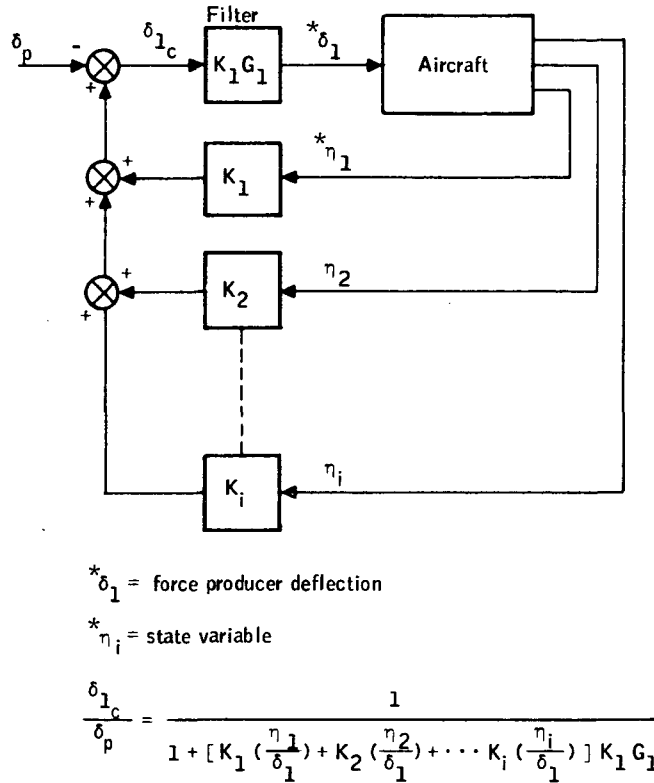 Filter
δp - δ1c K1G1 *δ1 Aircraft
+
+ K1 *η1
+
+ K2 η2
+
Ki ηi
*δ1 = force producer deflection
*ηi = state variable
δ1c / δp = 1 / 1 + [K1(η1/δ1) + K2(η2/δ1) + ··· Ki(ηi/δ1)] K1G1